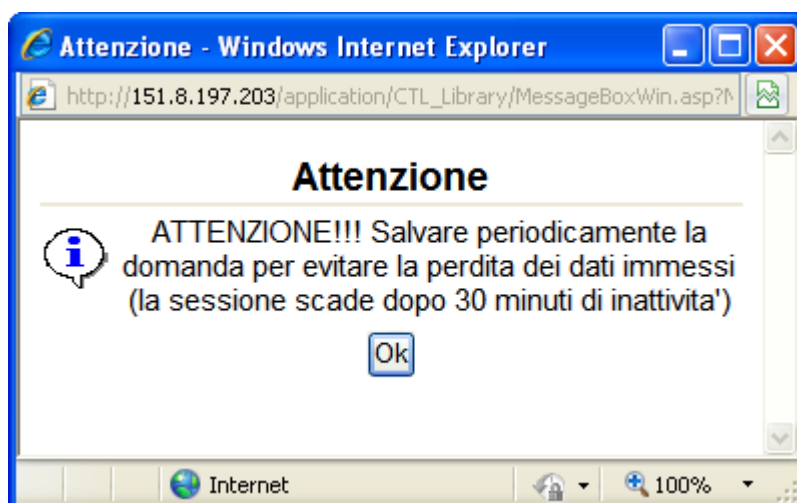 Attenzione - Windows Internet Explorer
http://151.8.197.203/application/CTL_Library/MessageBoxWin.asp?
Attenzione
ATTENZIONE!!! Salvare periodicamente la
domanda per evitare la perdita dei dati immessi
(la sessione scade dopo 30 minuti di inattivita')
Ok
Internet
100%